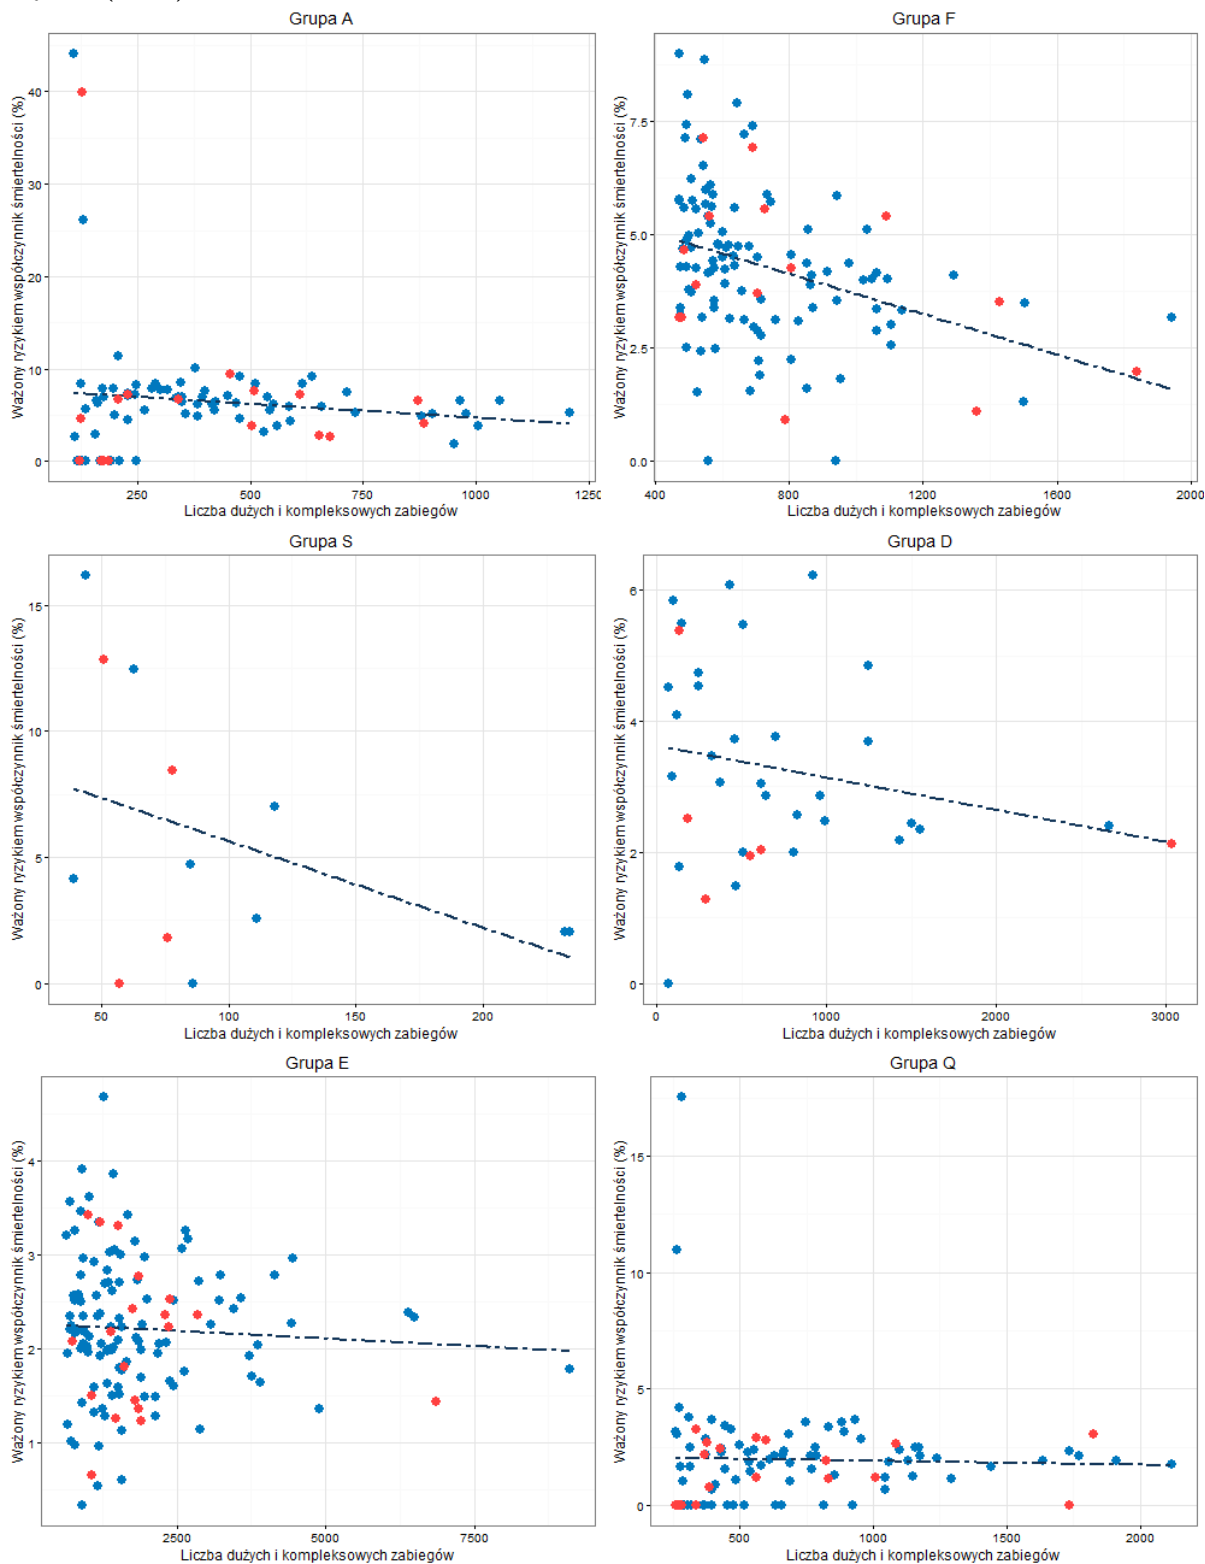 Grupa A
Grupa F
Ważony ryzykiem współczynnik śmiertelności (%)
40
30
20
10
0
250
500
750
1000
1250
Liczba dużych i kompleksowych zabiegów
Ważony ryzykiem współczynnik śmiertelności (%)
7.5
5.0
2.5
0.0
400
800
1200
1600
2000
Liczba dużych i kompleksowych zabiegów
Grupa S
Grupa D
Ważony ryzykiem współczynnik śmiertelności (%)
15
10
5
0
50
100
150
200
Liczba dużych i kompleksowych zabiegów
Ważony ryzykiem współczynnik śmiertelności (%)
6
4
2
0
0
1000
2000
3000
Liczba dużych i kompleksowych zabiegów
Grupa E
Grupa Q
Ważony ryzykiem współczynnik śmiertelności (%)
4
3
2
1
2500
5000
7500
Liczba dużych i kompleksowych zabiegów
Ważony ryzykiem współczynnik śmiertelności (%)
15
10
5
0
500
1000
1500
2000
Liczba dużych i kompleksowych zabiegów